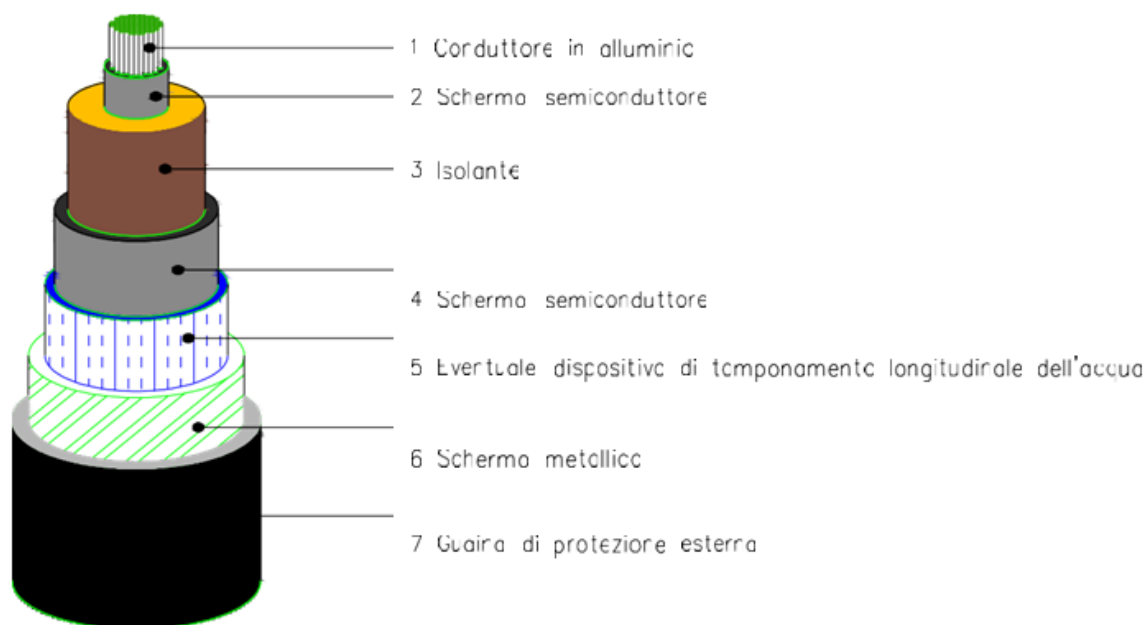 1 Conduttore in alluminio
2 Schermo semiconduttore
3 Isolante
4 Schermo semiconduttore
5 Eventuale dispositivo di tamponamento longitudinale dell'acqua
6 Schermo metallico
7 Guaina di protezione esterna